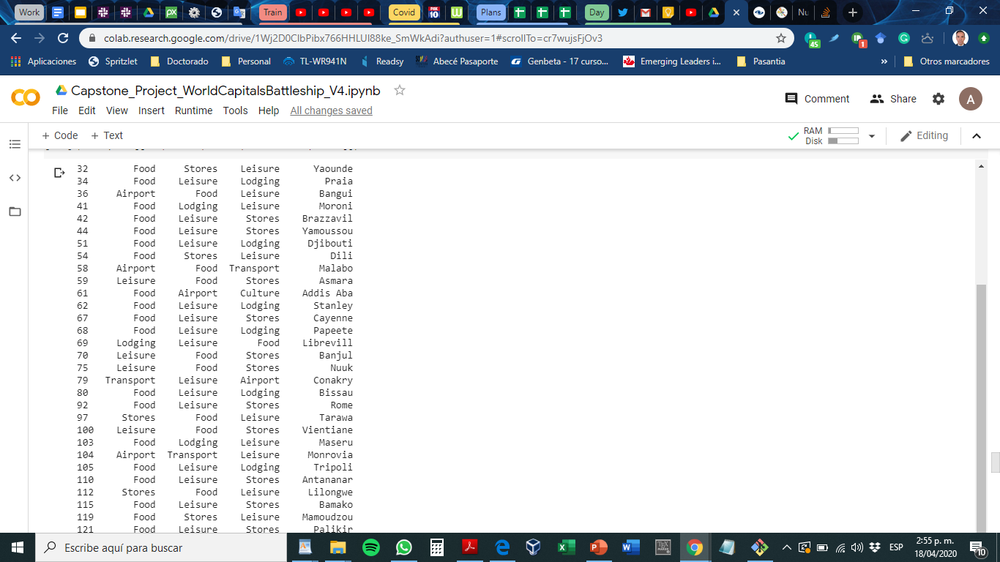 Work Train Covid FOX 10 Plans Day Nu
colab.research.google.com/drive/1Wj2D0ClbPibx766HHLUl88ke_SmWkAdi?authuser=1#scrollTo=cr7wujsFjOv3 45 1
Aplicaciones Spritzlet Doctorado Personal TL-WR941N Readsy Abecé Pasaporte Genbeta - 17 curso... Emerging Leaders i... Pasantia » Otros marcadores
Capstone_Project_WorldCapitalsBattleship_V4.ipynb Comment Share A
File Edit View Insert Runtime Tools Help All changes saved
+ Code + Text RAM Disk Editing
32 Food Stores Leisure Yaounde
34 Food Leisure Lodging Praia
36 Airport Food Leisure Bangui
41 Food Lodging Leisure Moroni
42 Food Leisure Stores Brazzavil
44 Food Leisure Stores Yamoussou
51 Food Leisure Lodging Djibouti
54 Food Stores Leisure Dili
58 Airport Food Transport Malabo
59 Leisure Food Stores Asmara
61 Food Airport Culture Addis Aba
62 Food Leisure Lodging Stanley
67 Food Leisure Stores Cayenne
68 Food Leisure Lodging Papeete
69 Lodging Leisure Food Librevill
70 Leisure Food Stores Banjul
75 Leisure Food Stores Nuuk
79 Transport Leisure Airport Conakry
80 Food Leisure Lodging Bissau
92 Food Leisure Stores Rome
97 Stores Food Leisure Tarawa
100 Leisure Food Stores Vientiane
103 Food Lodging Leisure Maseru
104 Airport Transport Leisure Monrovia
105 Food Leisure Lodging Tripoli
110 Food Leisure Stores Antananar
112 Stores Food Leisure Lilongwe
115 Food Leisure Stores Bamako
119 Food Stores Leisure Mamoudzou
121 Food Leisure Stores Palikir
Escribe aquí para buscar ESP 2:55 p. m.
18/04/2020 10